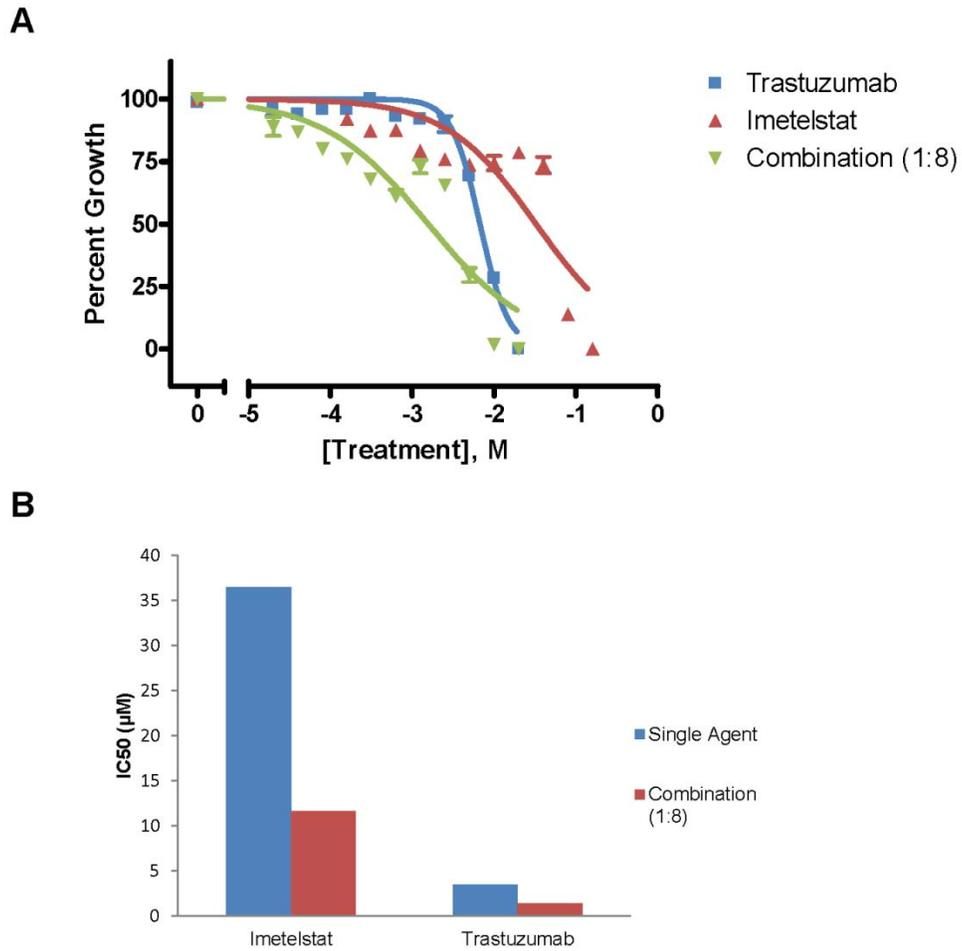 A
Percent Growth
100
75
50
25
0
0 -5 -4 -3 -2 -1 0
[Treatment], M
Trastuzumab
Imetelstat
Combination (1:8)
B
IC50 (µM)
40
35
30
25
20
15
10
5
0
Imetelstat Trastuzumab
Single Agent
Combination
(1:8)